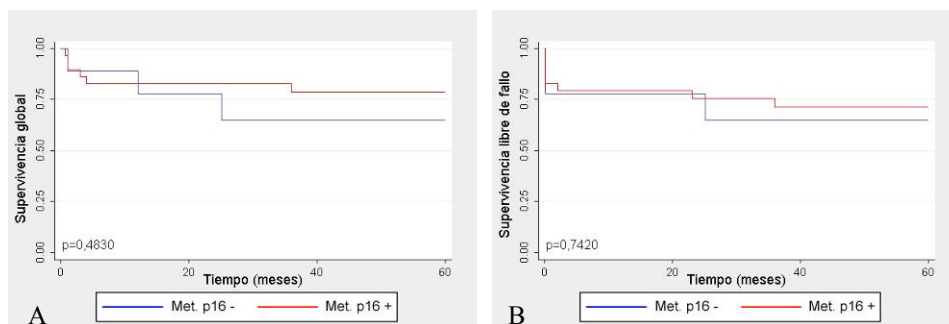 Supervivencia global
1.00
0.75
0.50
0.25
0.00
p=0,4830
0
20
40
60
Tiempo (meses)
Met. p16 -
Met. p16 +
A
Supervivencia libre de fallo
1.00
0.75
0.50
0.25
0.00
p=0,7420
0
20
40
60
Tiempo (meses)
Met. p16 -
Met. p16 +
B